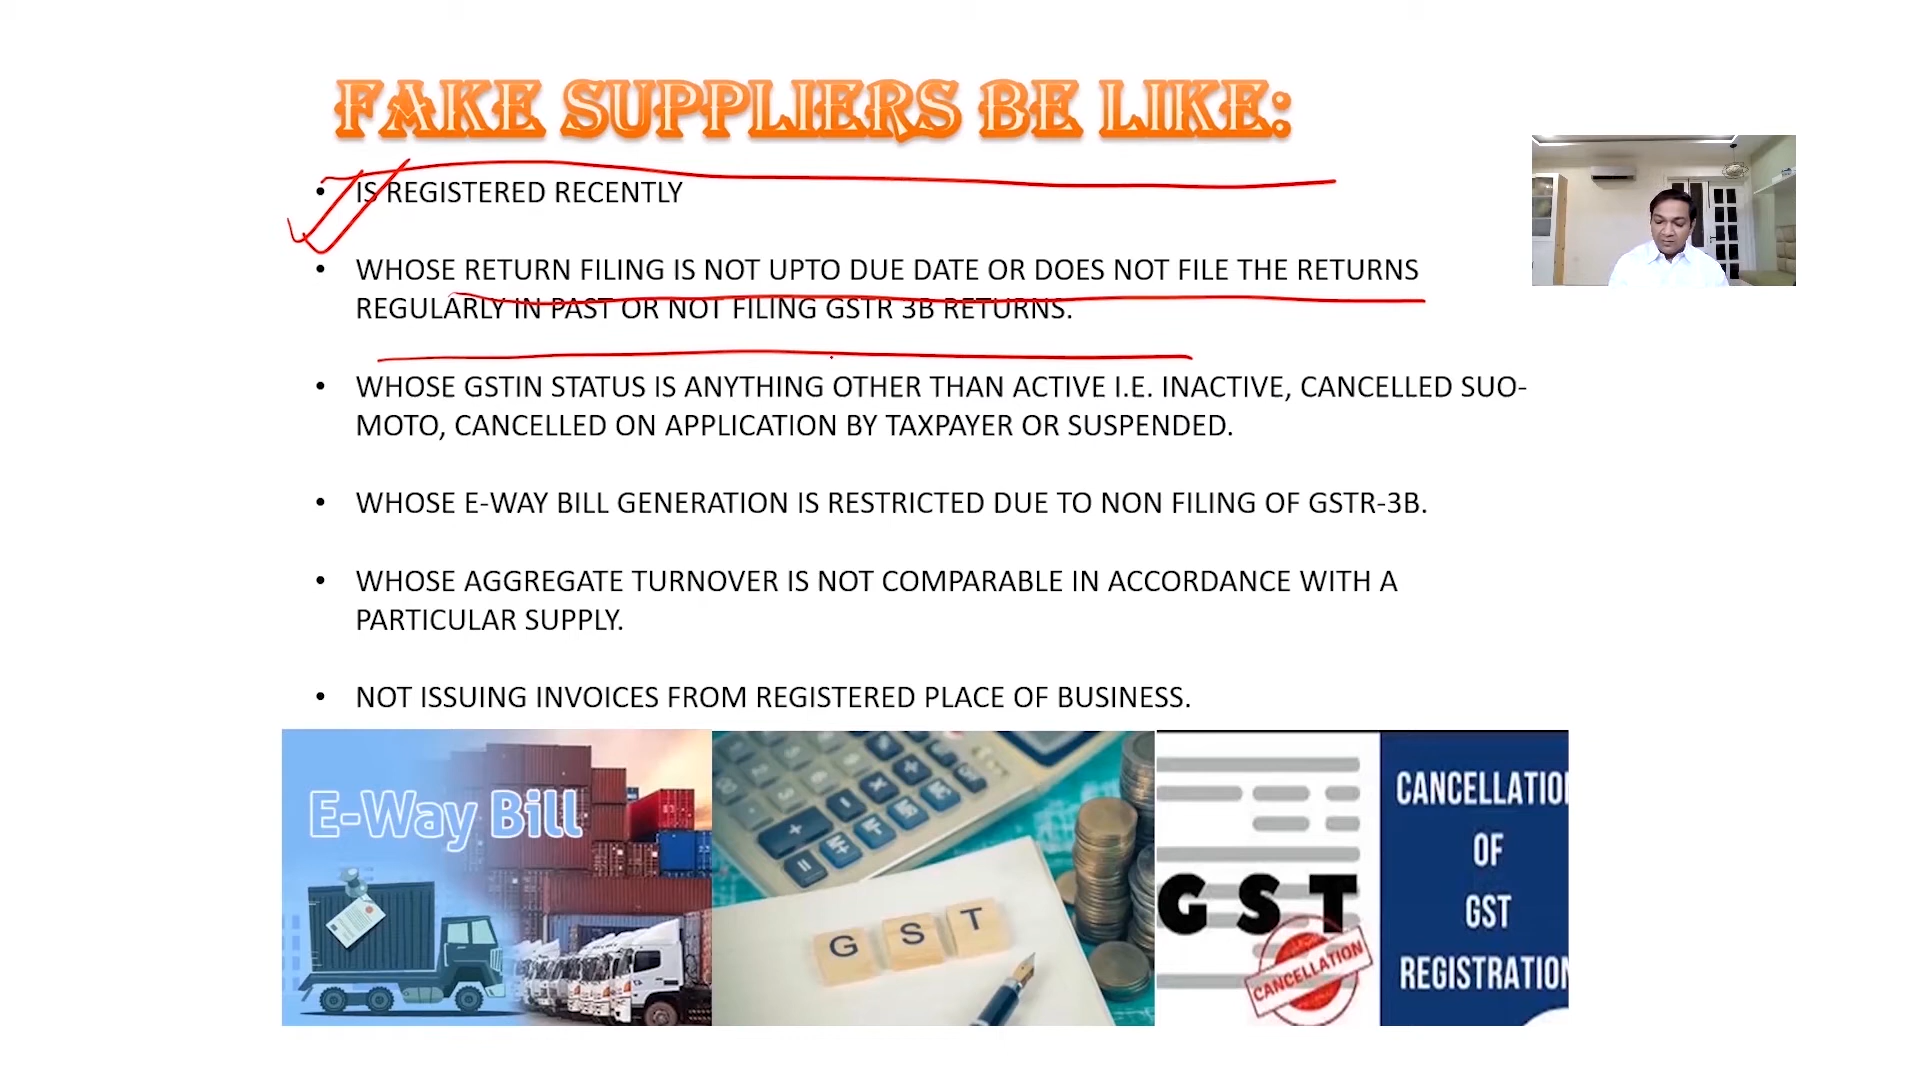 FAKE SUPPLIERS BE LIKE:
• IS REGISTERED RECENTLY
• WHOSE RETURN FILING IS NOT UPTO DUE DATE OR DOES NOT FILE THE RETURNS
REGULARLY IN PAST OR NOT FILING GSTR 3B RETURNS.
• WHOSE GSTIN STATUS IS ANYTHING OTHER THAN ACTIVE I.E. INACTIVE, CANCELLED SUO-
MOTO, CANCELLED ON APPLICATION BY TAXPAYER OR SUSPENDED.
• WHOSE E-WAY BILL GENERATION IS RESTRICTED DUE TO NON FILING OF GSTR-3B.
• WHOSE AGGREGATE TURNOVER IS NOT COMPARABLE IN ACCORDANCE WITH A
PARTICULAR SUPPLY.
• NOT ISSUING INVOICES FROM REGISTERED PLACE OF BUSINESS.
E-Way Bill
GST
GST
CANCELLATION
CANCELLATIO
OF
GST
REGISTRATION